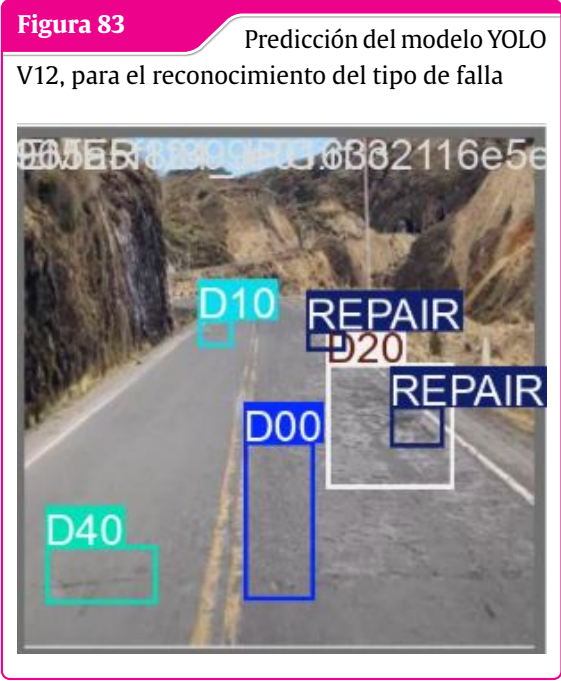 Figura 83
Predicción del modelo YOLO
V12, para el reconocimiento del tipo de falla
D10
REPAIR
D20
REPAIR
D00
D40